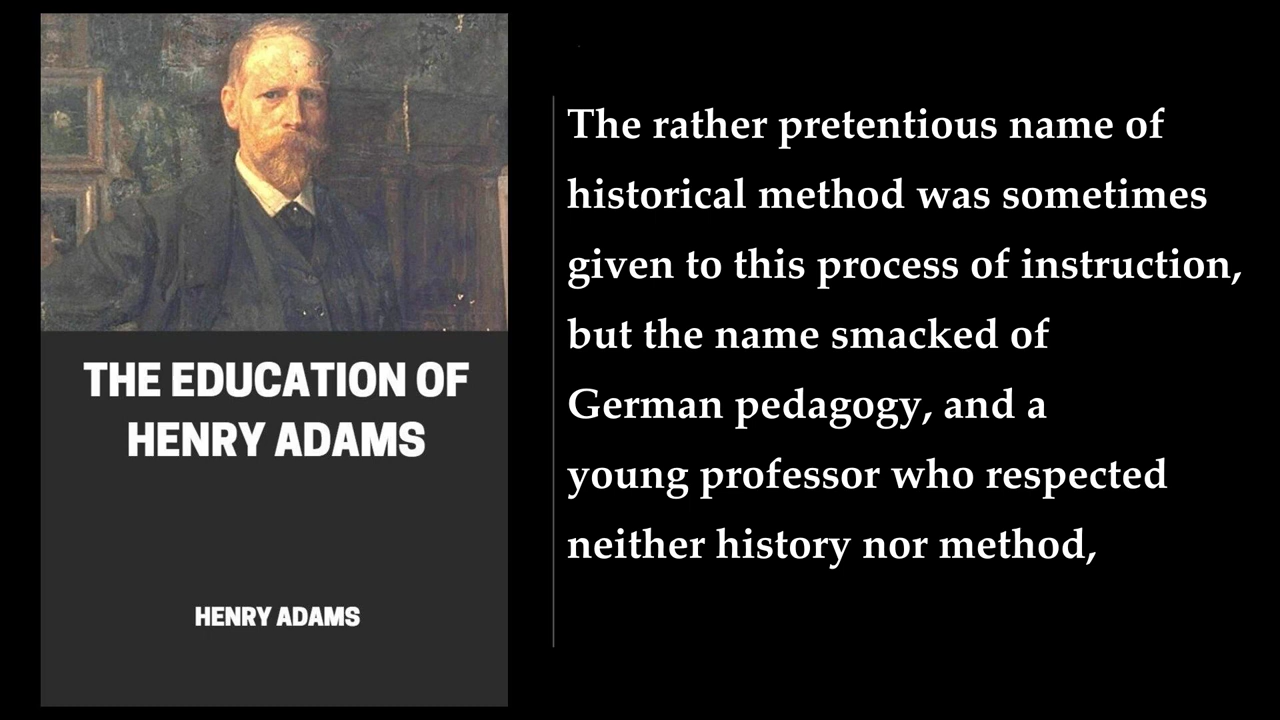 THE EDUCATION OF
HENRY ADAMS
HENRY ADAMS
The rather pretentious name of
historical method was sometimes
given to this process of instruction,
but the name smacked of
German pedagogy, and a
young professor who respected
neither history nor method,